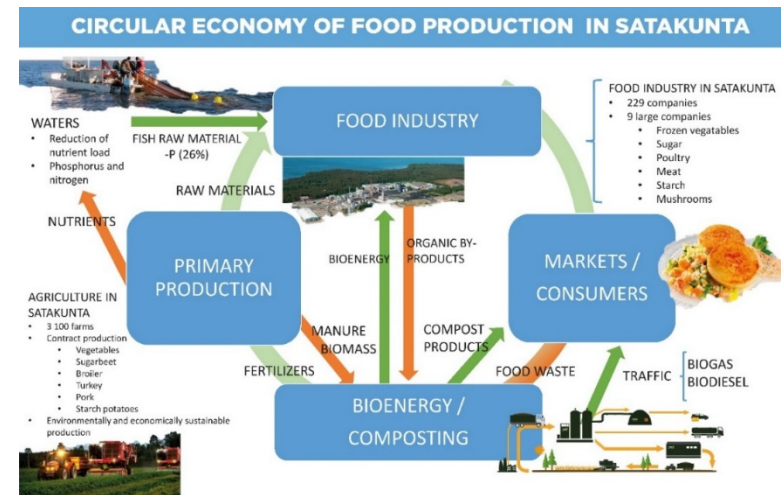 CIRCULAR ECONOMY OF FOOD PRODUCTION IN SATAKUNTA
WATERS
• Reduction of
nutrient load
• Phosphorus and
nitrogen
FISH RAW MATERIAL
-P (26%)
FOOD INDUSTRY
FOOD INDUSTRY IN SATAKUNTA
• 229 companies
• 9 large companies
• Frozen vegatables
• Sugar
• Poultry
• Meat
• Starch
• Mushrooms
RAW MATERIALS
NUTRIENTS
PRIMARY
PRODUCTION
BIOENERGY
ORGANIC BY-
PRODUCTS
MARKETS /
CONSUMERS
AGRICULTURE IN
SATAKUNTA
• 3 100 farms
• Contract production
• Vegetables
• Sugarbeet
• Broiler
• Turkey
• Pork
• Starch potatoes
• Environmentally and economically sustainable
production
MANURE
BIOMASS
FERTILIZERS
COMPOST
PRODUCTS
FOOD WASTE
TRAFFIC
BIOGAS
BIODIESEL
BIOENERGY /
COMPOSTING